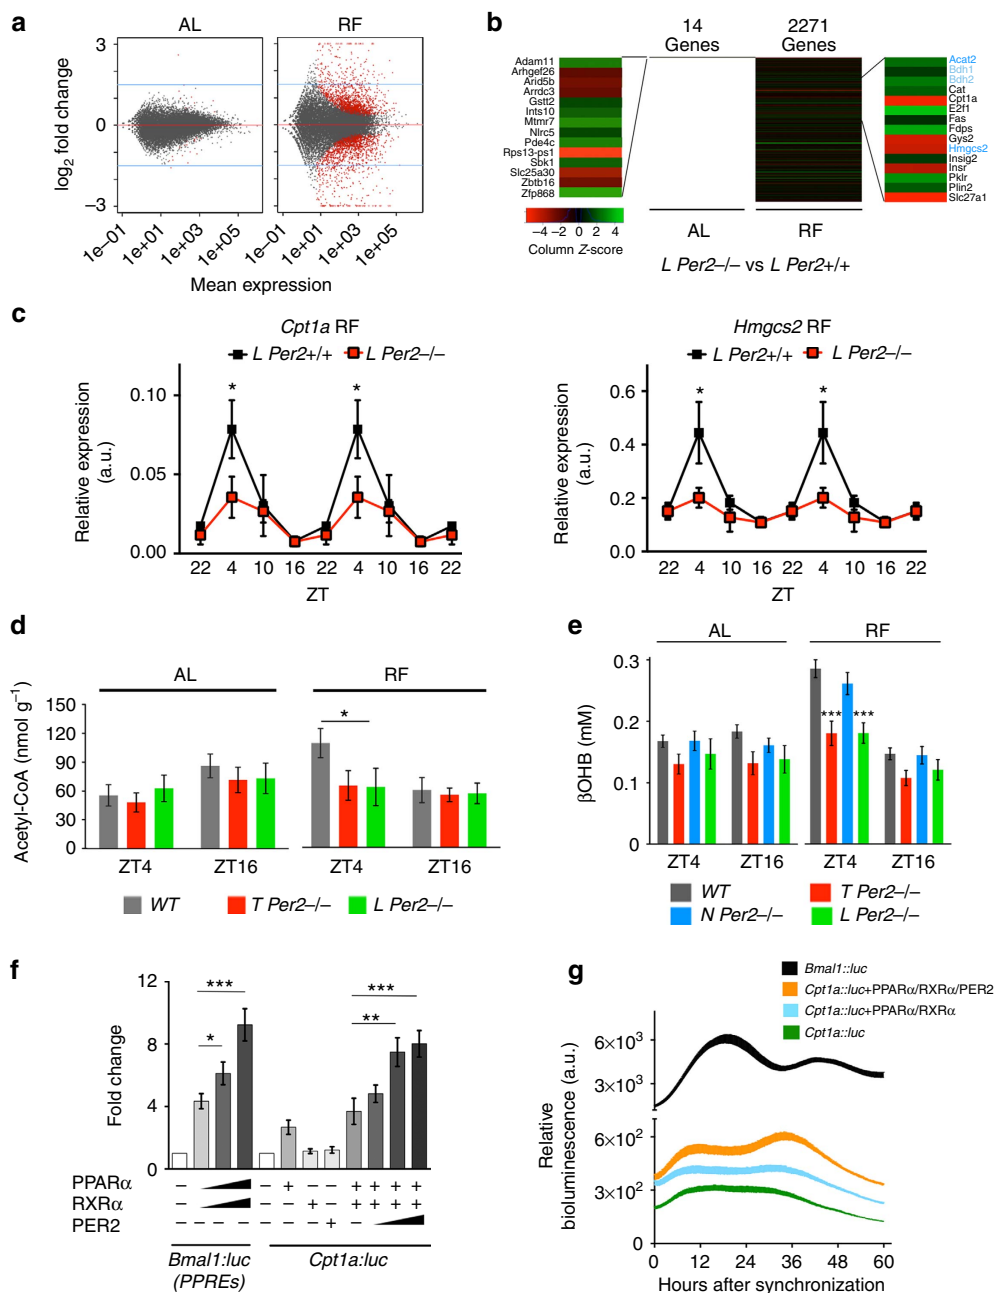 a
AL
RF
log2 fold change
3
0
−3
1e−01
1e+01
1e+03
1e+05
1e−01
1e+01
1e+03
1e+05
Mean expression
b
14
Genes
2271
Genes
Adam11
Arhgef26
Arid5b
Arrdc3
Gstt2
Ints10
Mtmr7
Nlrc5
Pde4c
Rps13-ps1
Sbk1
Slc25a30
Zbtb16
Zfp868
Acat2
Bdh1
Bdh2
Cat
Cpt1a
E2f1
Fas
Fdps
Gys2
Hmgcs2
Insig2
Insr
Pklr
Plin2
Slc27a1
−4 −2 0 2 4
Column Z-score
AL
RF
L Per2−/− vs L Per2+/+
c
Cpt1a RF
L Per2+/+ L Per2−/−
Relative expression
(a.u.)
0.10
0.05
0.00
* *
22 4 10 16 22 4 10 16 22
ZT
Hmgcs2 RF
L Per2+/+ L Per2−/−
Relative expression
(a.u.)
0.6
0.4
0.2
0.0
* *
22 4 10 16 22 4 10 16 22
ZT
d
AL
RF
Acetyl-CoA (nmol g−1)
150
120
90
60
30
0
*
ZT4 ZT16 ZT4 ZT16
WT T Per2−/− L Per2−/−
e
AL
RF
βOHB (mM)
0.3
0.2
0.1
0
*** ***
ZT4 ZT16 ZT4 ZT16
WT T Per2−/−
N Per2−/− L Per2−/−
f
Fold change
12
8
4
0
***
*
***
**
PPARα − − + − − + + + +
RXRα − − − + − + + + +
PER2 − − − − + −
Bmal1:luc
(PPREs)
Cpt1a:luc
g
Bmal1::luc
Cpt1a::luc+PPARα/RXRα/PER2
Cpt1a::luc+PPARα/RXRα
Cpt1a::luc
Relative
bioluminescence (a.u.)
6×103
3×103
6×102
3×102
0 12 24 36 48 60
Hours after synchronization